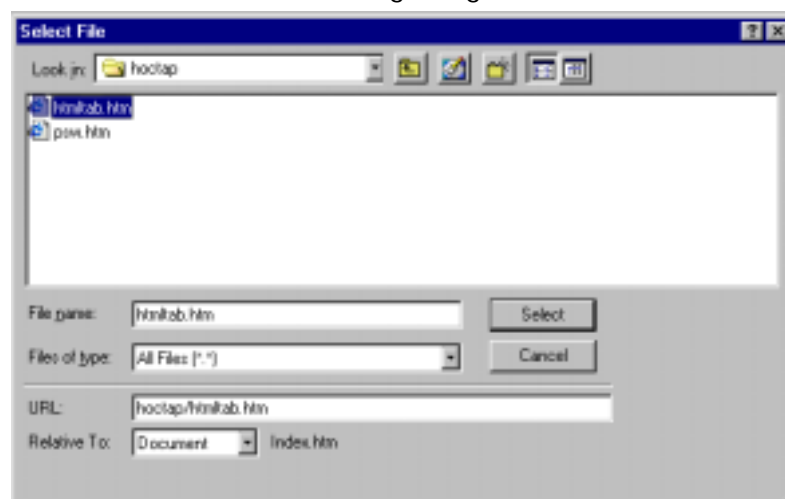 Select File
Look in: hoctap
htmltab.htm
psw.htm
File name: htmltab.htm
Select
Files of type: All Files (*.*)
Cancel
URL: hoctap/htmltab.htm
Relative To: Document Index.htm